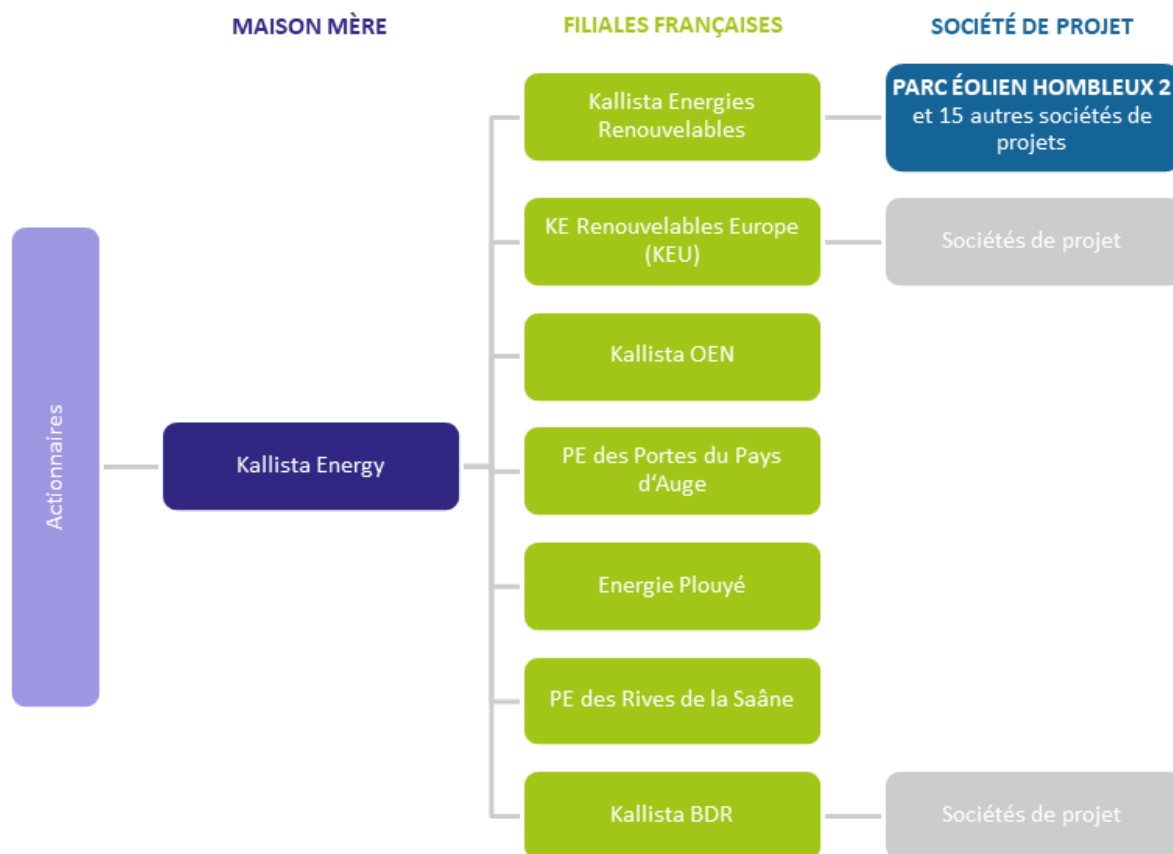 MAISON MÈRE
FILIALES FRANÇAISES
SOCIÉTÉ DE PROJET
Actionnaires
Kallista Energy
Kallista Energies
Renouvelables
PARC ÉOLIEN HOMBLEUX 2
et 15 autres sociétés de
projets
KE Renouvelables Europe
(KEU)
Sociétés de projet
Kallista OEN
PE des Portes du Pays
d‘Auge
Energie Plouyé
PE des Rives de la Saâne
Kallista BDR
Sociétés de projet